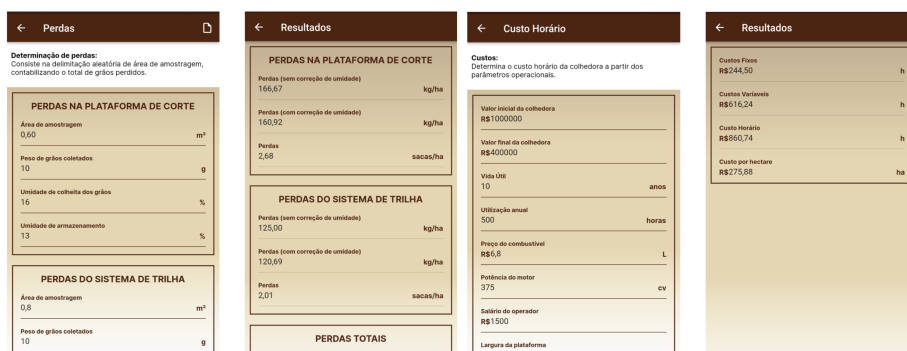 Perdas
Determinação de perdas:
Consiste na delimitação aleatória de área de amostragem,
contabilizando o total de grãos perdidos.
PERDAS NA PLATAFORMA DE CORTE
Área de amostragem
0,60 m²
Peso de grãos coletados
10 g
Umidade de colheita dos grãos
16 %
Umidade de armazenamento
13 %
PERDAS DO SISTEMA DE TRILHA
Área de amostragem
0,8 m²
Peso de grãos coletados
10 g
Resultados
PERDAS NA PLATAFORMA DE CORTE
Perdas (sem correção de umidade)
166,67 kg/ha
Perdas (com correção de umidade)
160,92 kg/ha
Perdas
2,68 sacas/ha
PERDAS DO SISTEMA DE TRILHA
Perdas (sem correção de umidade)
125,00 kg/ha
Perdas (com correção de umidade)
120,69 kg/ha
Perdas
2,01 sacas/ha
PERDAS TOTAIS
Custo Horário
Custos:
Determina o custo horário da colhedora a partir dos
parâmetros operacionais.
Valor inicial da colhedora
R$1000000
Valor final da colhedora
R$400000
Vida Útil
10 anos
Utilização anual
500 horas
Preço do combustível
R$6,8 L
Potência do motor
375 cv
Salário do operador
R$1500
Largura da plataforma
Resultados
Custos Fixos
R$244,50 h
Custos Variaveis
R$616,24 h
Custo Horário
R$860,74 h
Custo por hectare
R$275,88 ha